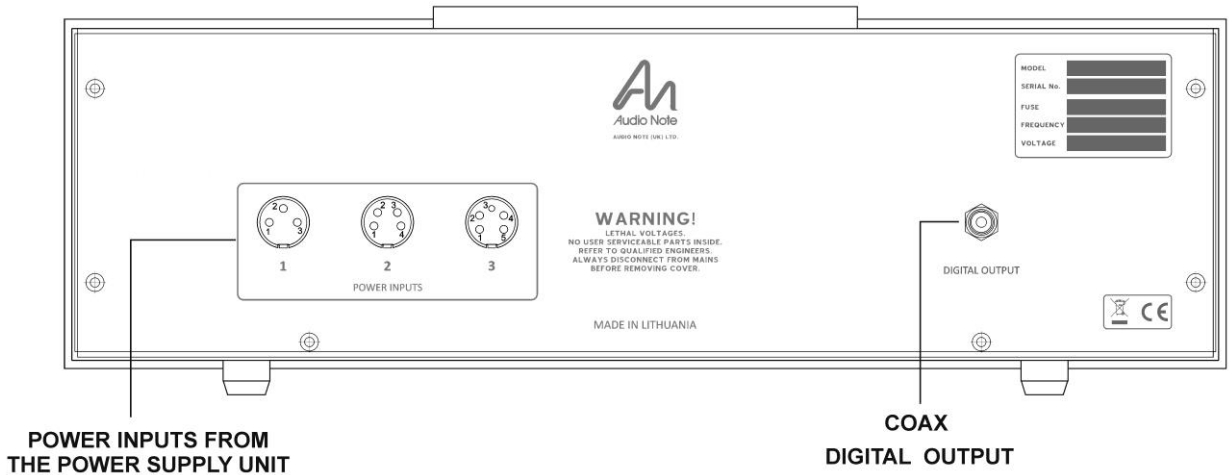 Audio Note
AUDIO NOTE (UK) LTD.
MODEL
SERIAL No.
FUSE
FREQUENCY
VOLTAGE
2
1 3
2 3
1 4
3
2 4
1 5
1 2 3
POWER INPUTS
WARNING!
LETHAL VOLTAGES.
NO USER SERVICEABLE PARTS INSIDE.
REFER TO QUALIFIED ENGINEERS.
ALWAYS DISCONNECT FROM MAINS
BEFORE REMOVING COVER.
DIGITAL OUTPUT
MADE IN LITHUANIA
CE
POWER INPUTS FROM
THE POWER SUPPLY UNIT
COAX
DIGITAL OUTPUT